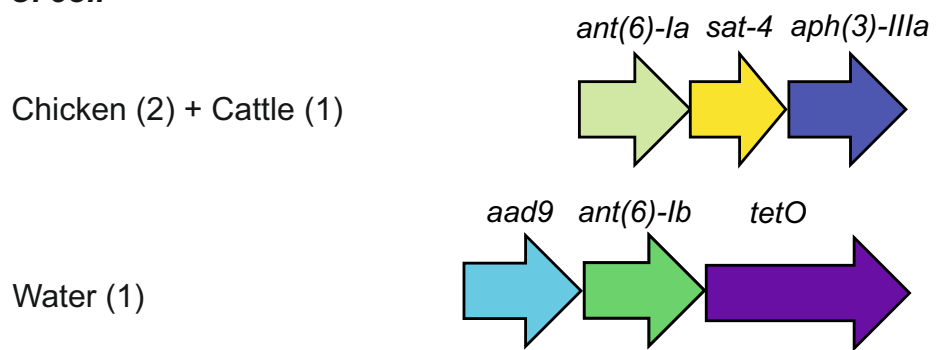 ant(6)-Ia sat-4 aph(3)-IIIa
Chicken (2) + Cattle (1)
aad9 ant(6)-Ib tetO
Water (1)